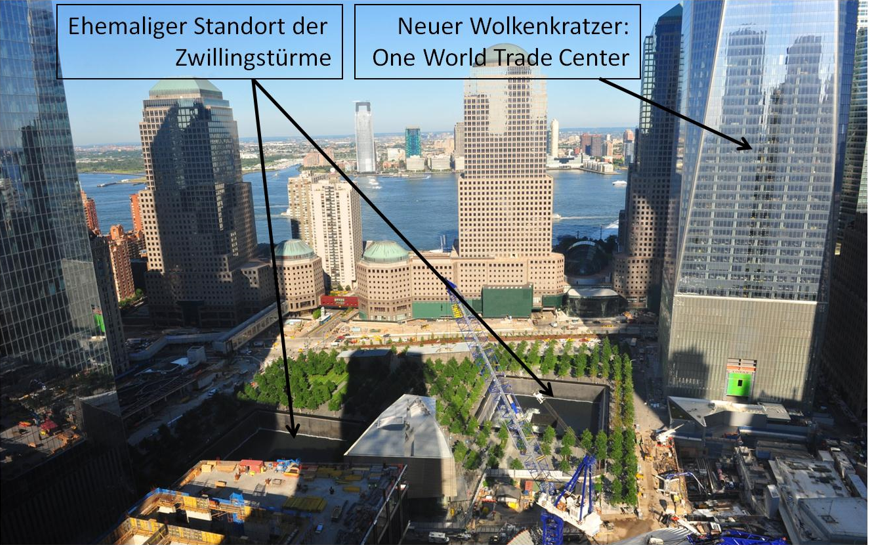 Ehemaliger Standort der
Zwillingstürme
Neuer Wolkenkratzer:
One World Trade Center